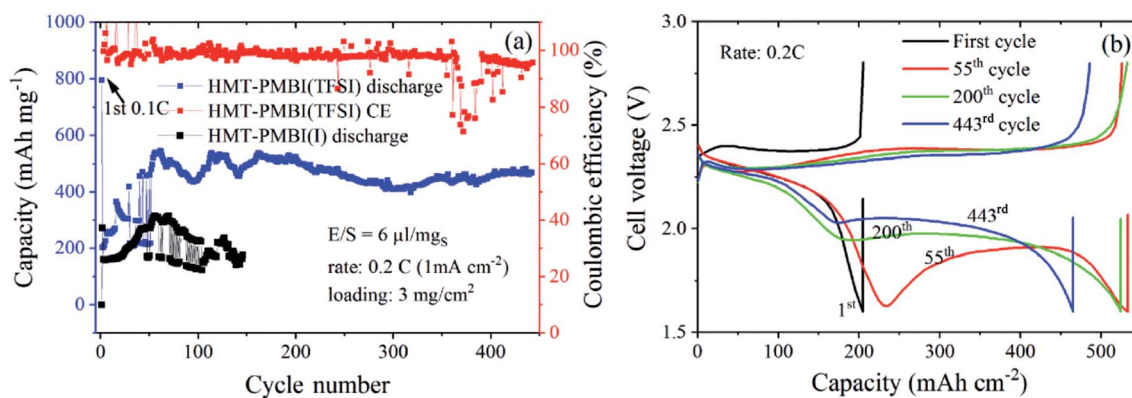 1000
800
600
400
200
0
Capacity (mAh mg⁻¹)
(a)
1st 0.1C
HMT-PMBI(TFSI) discharge
HMT-PMBI(TFSI) CE
HMT-PMBI(I) discharge
E/S = 6 μl/mgₛ
rate: 0.2 C (1mA cm⁻²)
loading: 3 mg/cm²
0 100 200 300 400
Cycle number
100
80
60
40
20
0
Coulombic efficiency (%)
3.0
2.5
2.0
1.5
Cell voltage (V)
Rate: 0.2C
First cycle
55ᵗʰ cycle
200ᵗʰ cycle
443ʳᵈ cycle
(b)
443ʳᵈ
200ᵗʰ
55ᵗʰ
1ˢᵗ
0 100 200 300 400 500
Capacity (mAh cm⁻²)